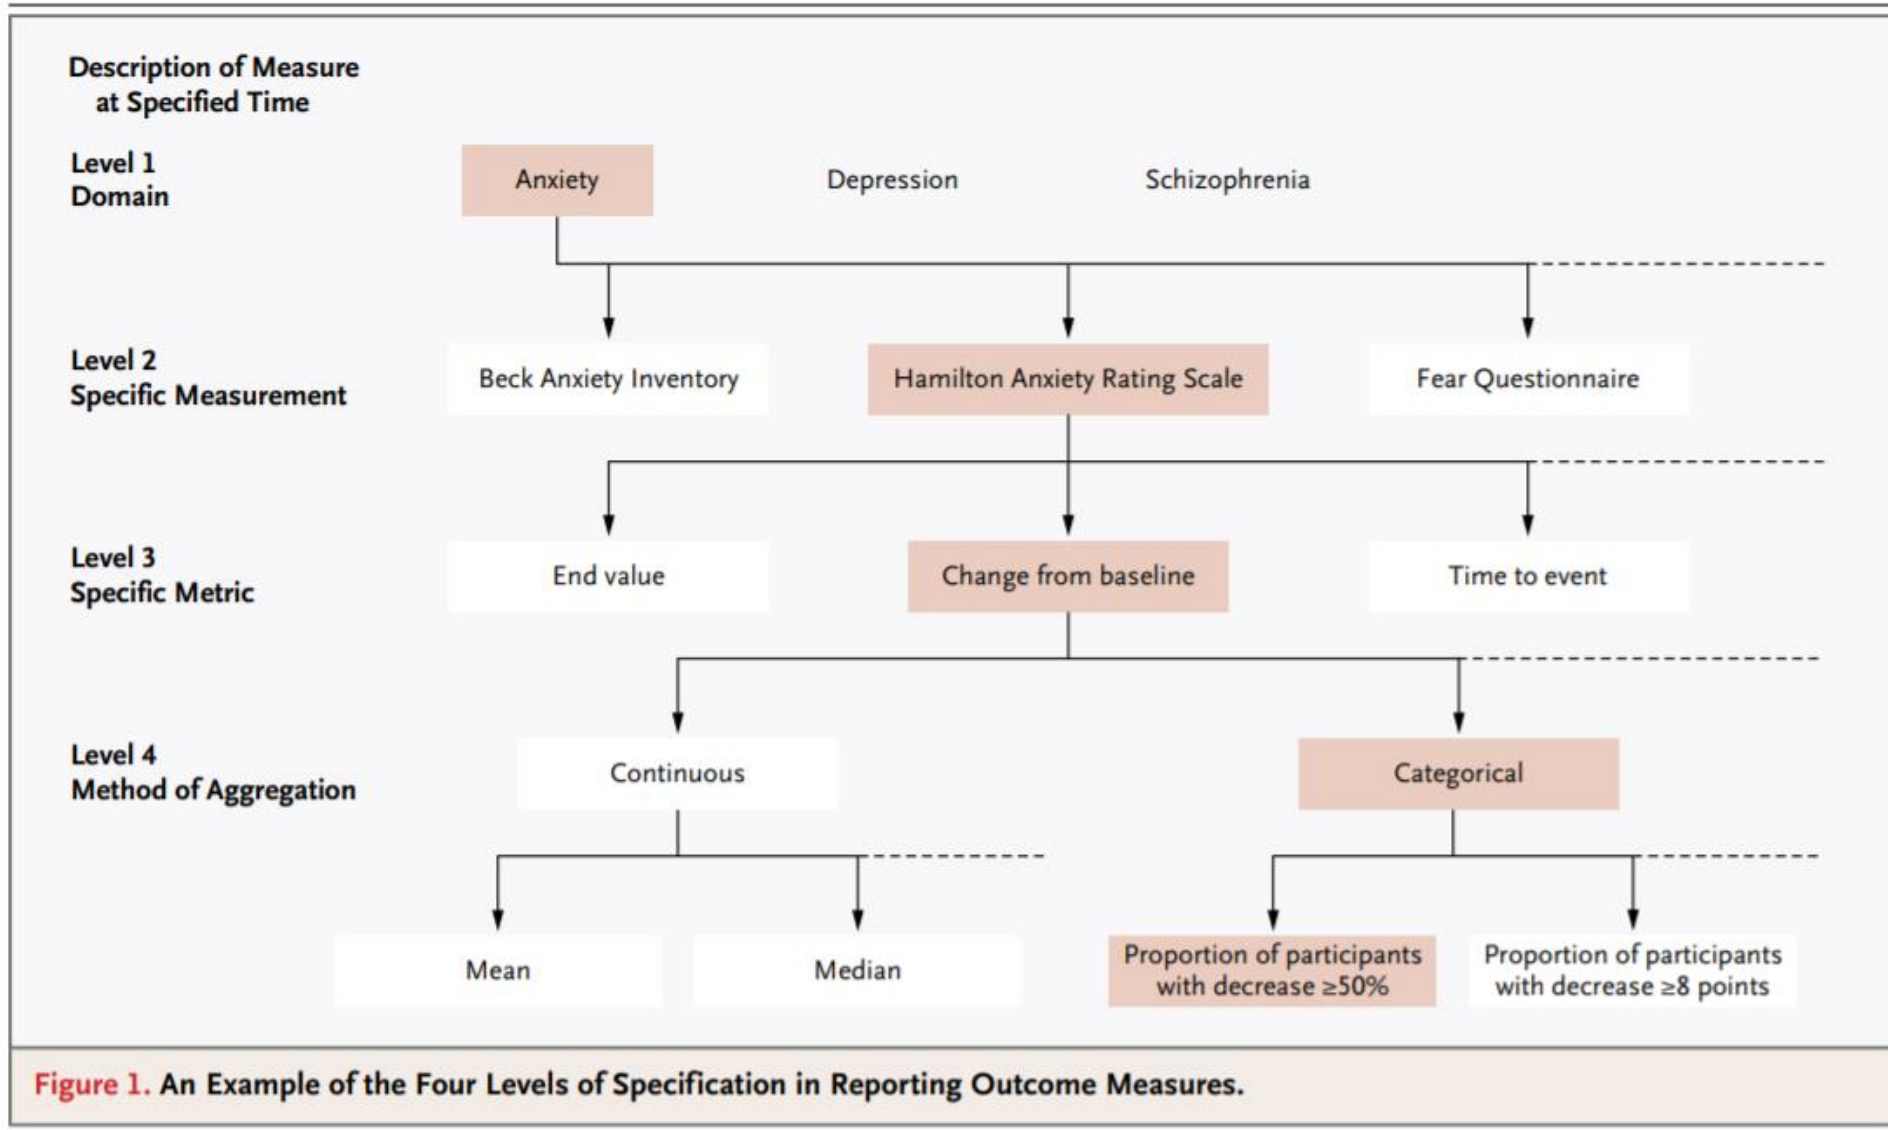 Description of Measure
at Specified Time
Level 1
Domain
Anxiety
Depression
Schizophrenia
Level 2
Specific Measurement
Beck Anxiety Inventory
Hamilton Anxiety Rating Scale
Fear Questionnaire
Level 3
Specific Metric
End value
Change from baseline
Time to event
Level 4
Method of Aggregation
Continuous
Categorical
Mean
Median
Proportion of participants
with decrease ≥50%
Proportion of participants
with decrease ≥8 points
Figure 1. An Example of the Four Levels of Specification in Reporting Outcome Measures.